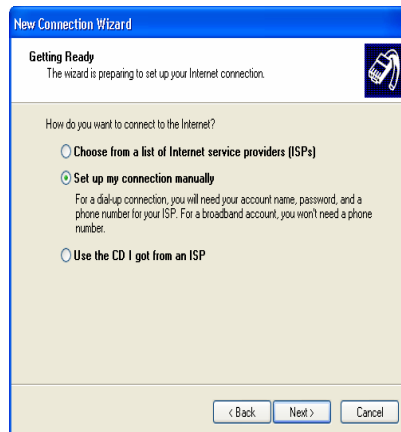 New Connection Wizard
Getting Ready
The wizard is preparing to set up your Internet connection.
How do you want to connect to the Internet?
Choose from a list of Internet service providers (ISPs)
Set up my connection manually
For a dial-up connection, you will need your account name, password, and a
phone number for your ISP. For a broadband account, you won't need a phone
number.
Use the CD I got from an ISP
< Back Next > Cancel